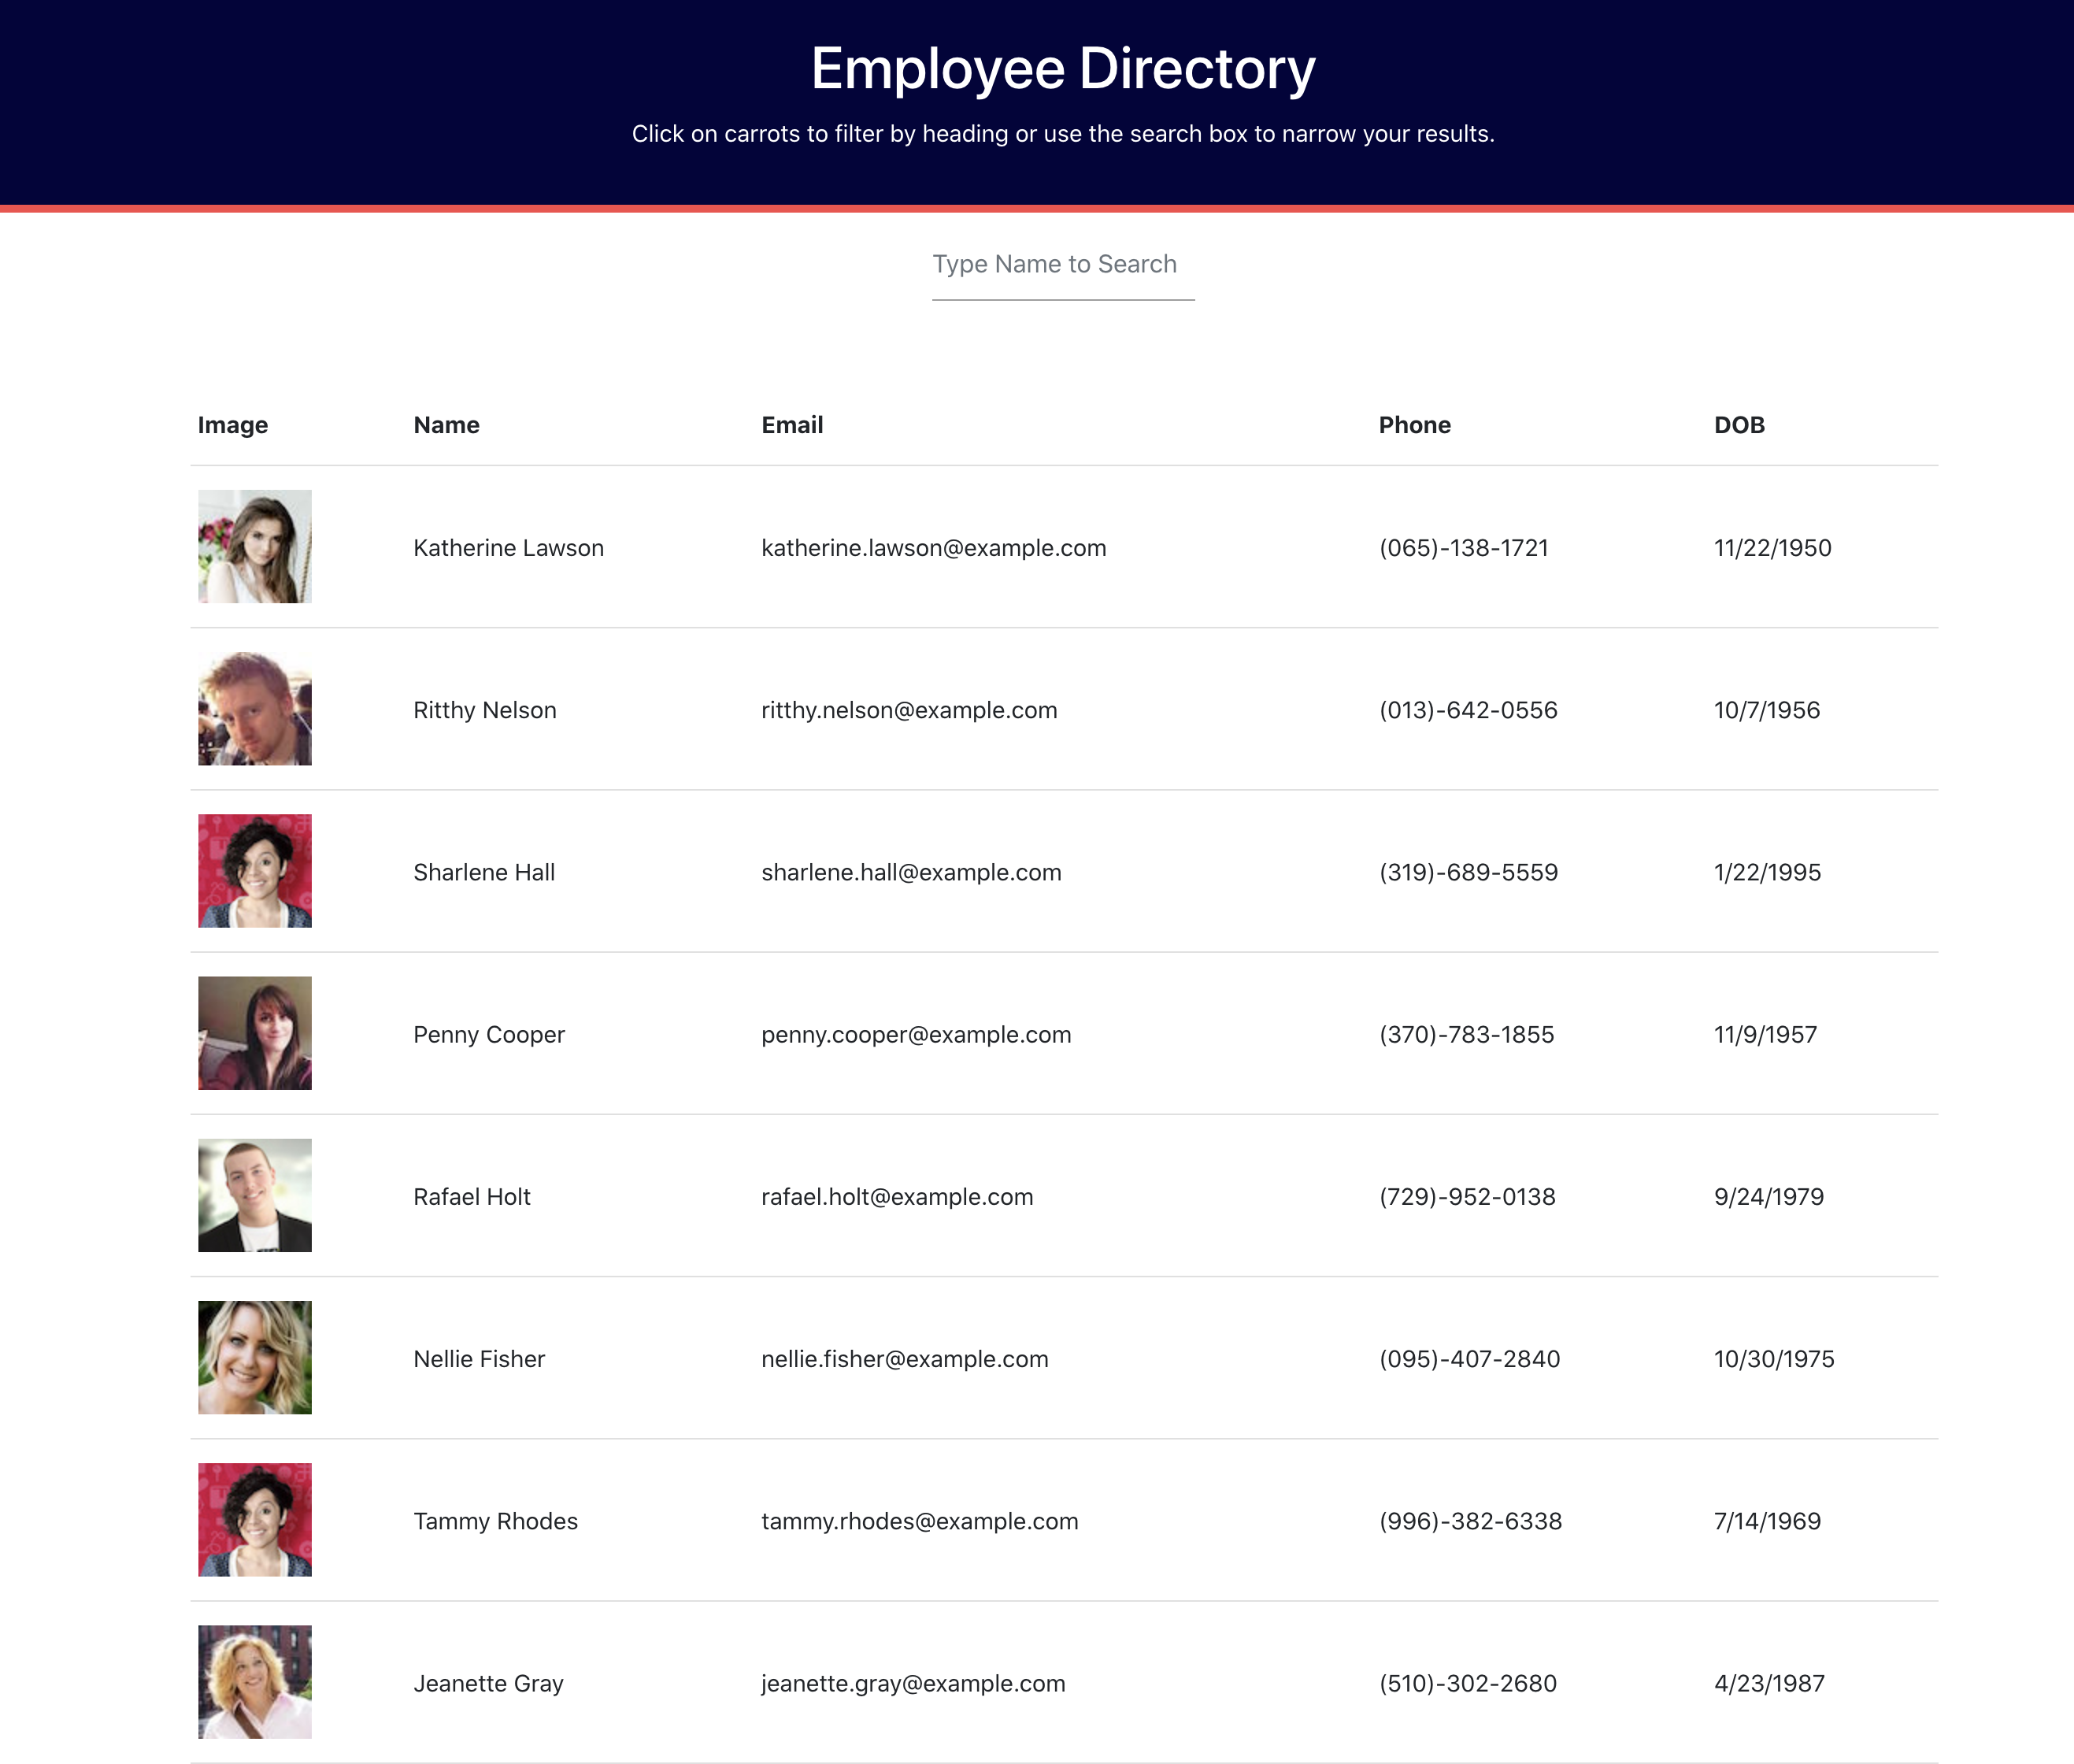 Employee Directory
Click on carrots to filter by heading or use the search box to narrow your results.
Type Name to Search
Image Name Email Phone DOB
Katherine Lawson katherine.lawson@example.com (065)-138-1721 11/22/1950
Ritthy Nelson ritthy.nelson@example.com (013)-642-0556 10/7/1956
Sharlene Hall sharlene.hall@example.com (319)-689-5559 1/22/1995
Penny Cooper penny.cooper@example.com (370)-783-1855 11/9/1957
Rafael Holt rafael.holt@example.com (729)-952-0138 9/24/1979
Nellie Fisher nellie.fisher@example.com (095)-407-2840 10/30/1975
Tammy Rhodes tammy.rhodes@example.com (996)-382-6338 7/14/1969
Jeanette Gray jeanette.gray@example.com (510)-302-2680 4/23/1987